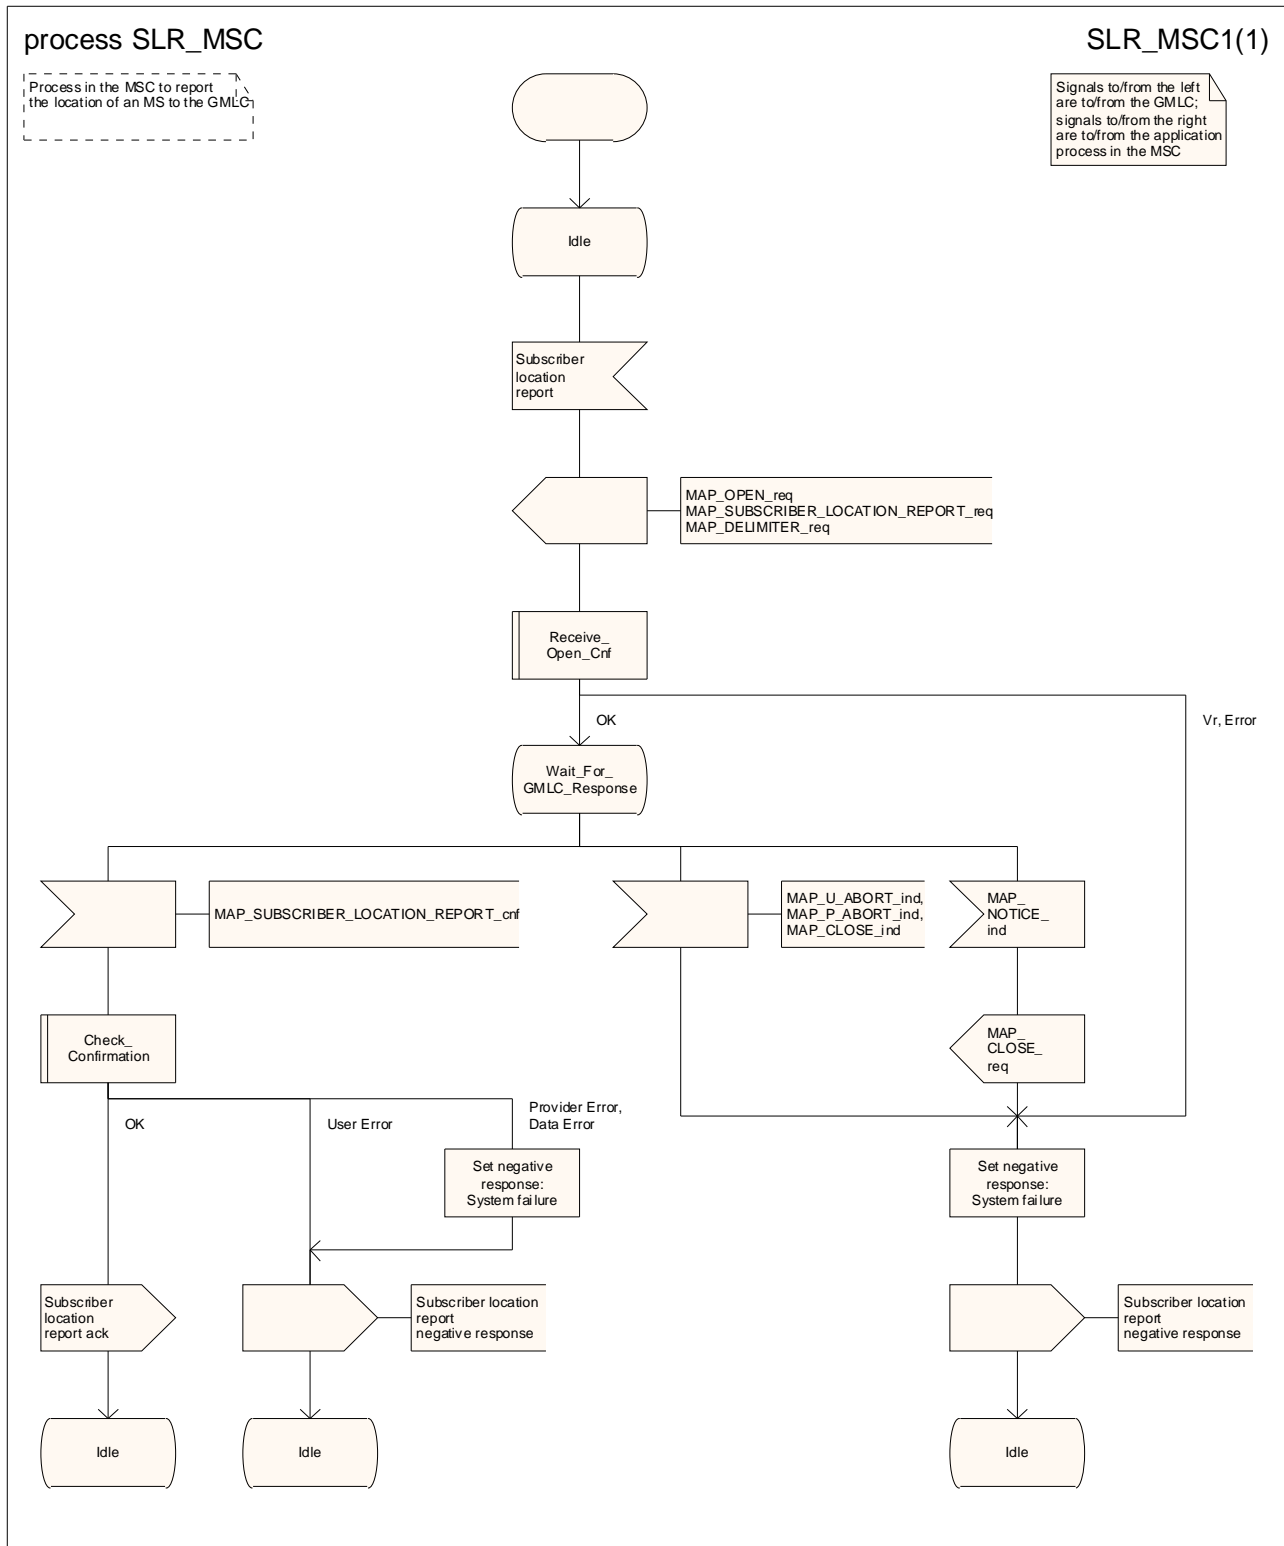 process SLR_MSC
SLR_MSC1(1)
Process in the MSC to report
the location of an MS to the GMLC
Signals to/from the left
are to/from the GMLC;
signals to/from the right
are to/from the application
process in the MSC
Idle
Subscriber
location
report
MAP_OPEN_req
MAP_SUBSCRIBER_LOCATION_REPORT_req
MAP_DELIMITER_req
Receive_
Open_Cnf
OK
Vr, Error
Wait_For_
GMLC_Response
MAP_SUBSCRIBER_LOCATION_REPORT_cnf
MAP_U_ABORT_ind,
MAP_P_ABORT_ind,
MAP_CLOSE_ind
MAP_
NOTICE_
ind
Check_
Confirmation
MAP_
CLOSE_
req
OK
User Error
Provider Error,
Data Error
Set negative
response:
System failure
Set negative
response:
System failure
Subscriber
location
report ack
Subscriber location
report
negative response
Subscriber location
report
negative response
Idle
Idle
Idle